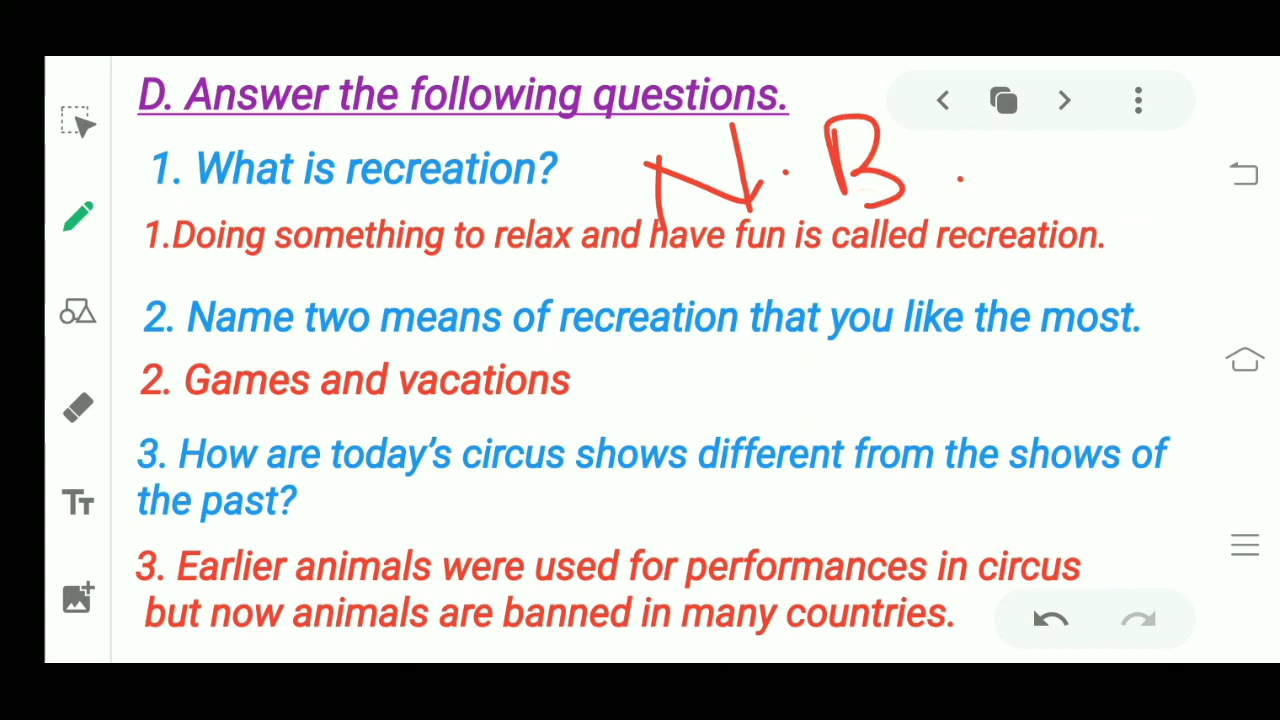 D. Answer the following questions.
1. What is recreation?
N. B.
1.Doing something to relax and have fun is called recreation.
2. Name two means of recreation that you like the most.
2. Games and vacations
3. How are today's circus shows different from the shows of
the past?
3. Earlier animals were used for performances in circus
but now animals are banned in many countries.
Tт